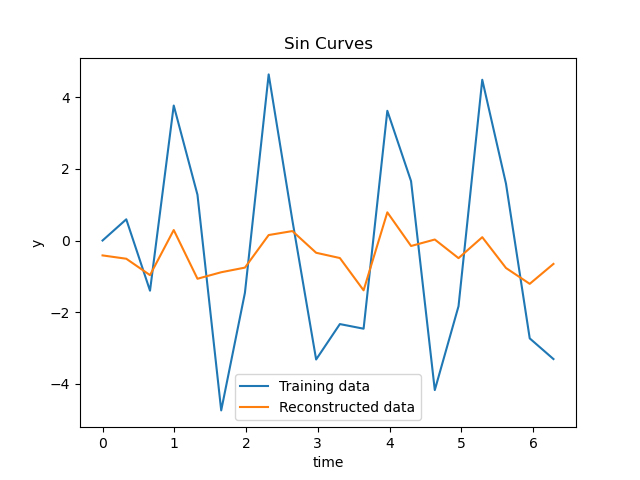 Sin Curves
y
4
2
0
−2
−4
Training data
Reconstructed data
0 1 2 3 4 5 6
time